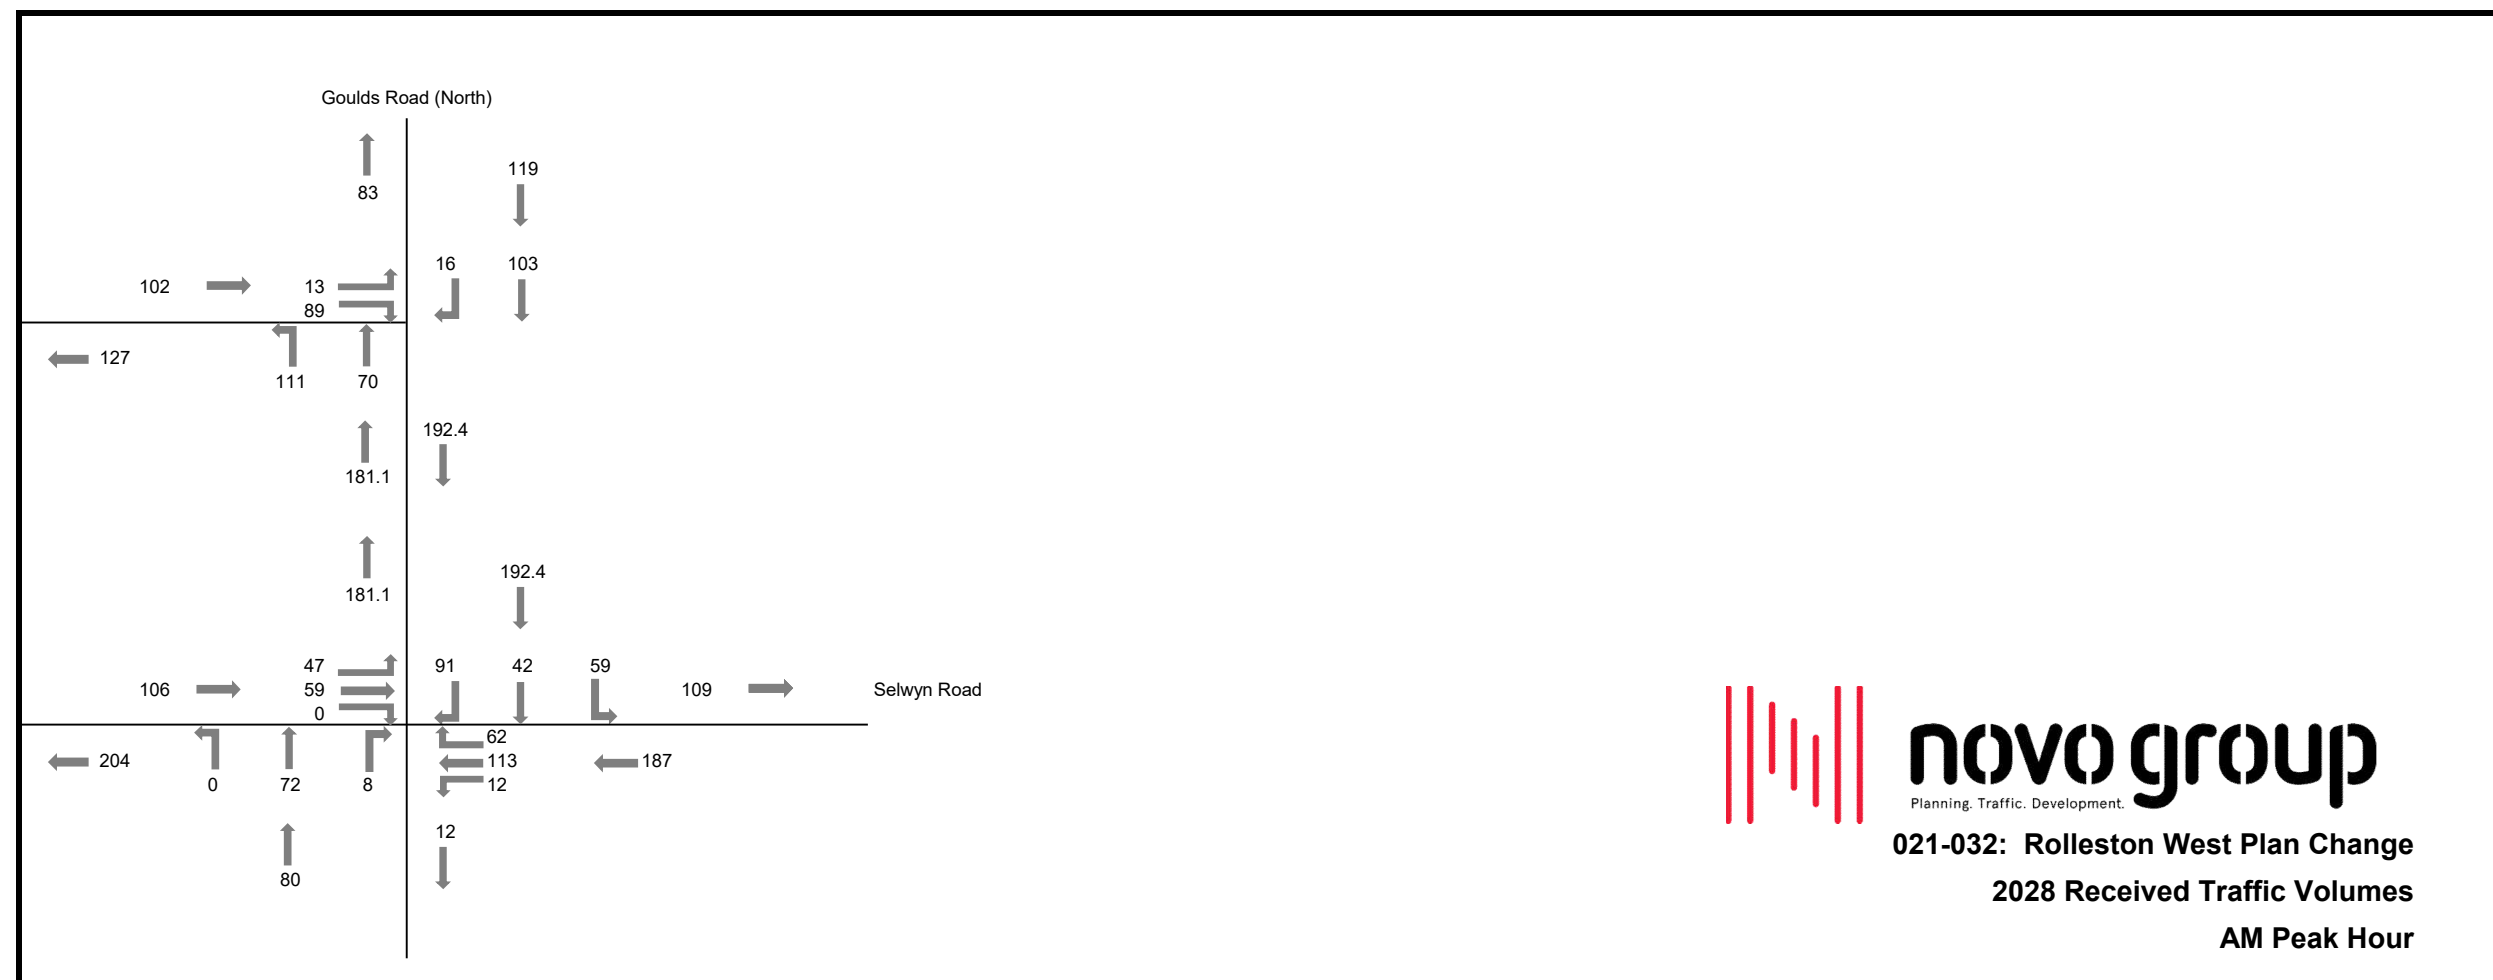 Goulds Road (North)
119
83
16 103
102 13
89
127
111 70
192.4
181.1
192.4
181.1
47 91 42 59
106 59 109 Selwyn Road
0
62
204 113 187
0 72 8 12
12
80
novo group
Planning. Traffic. Development.
021-032: Rolleston West Plan Change
2028 Received Traffic Volumes
AM Peak Hour